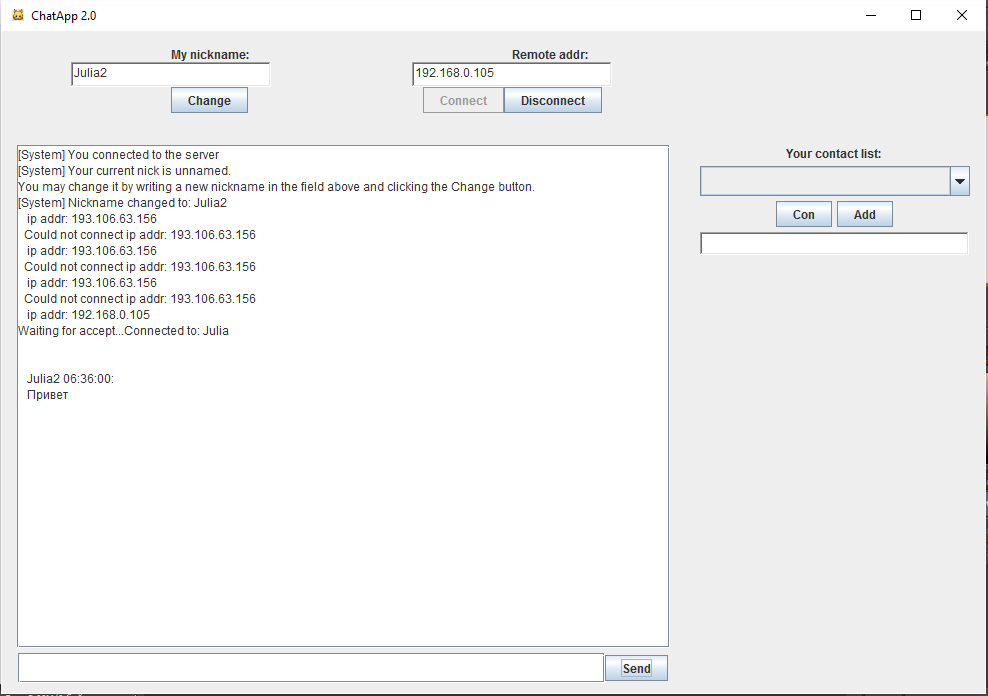 ChatApp 2.0
My nickname:
Remote addr:
Julia2
192.168.0.105
Change
Connect
Disconnect
[System] You connected to the server
[System] Your current nick is unnamed.
You may change it by writing a new nickname in the field above and clicking the Change button.
[System] Nickname changed to: Julia2
ip addr: 193.106.63.156
Could not connect ip addr: 193.106.63.156
ip addr: 193.106.63.156
Could not connect ip addr: 193.106.63.156
ip addr: 193.106.63.156
Could not connect ip addr: 193.106.63.156
ip addr: 192.168.0.105
Waiting for accept...Connected to: Julia
Julia2 06:36:00:
Привет
Your contact list:
Con
Add
Send